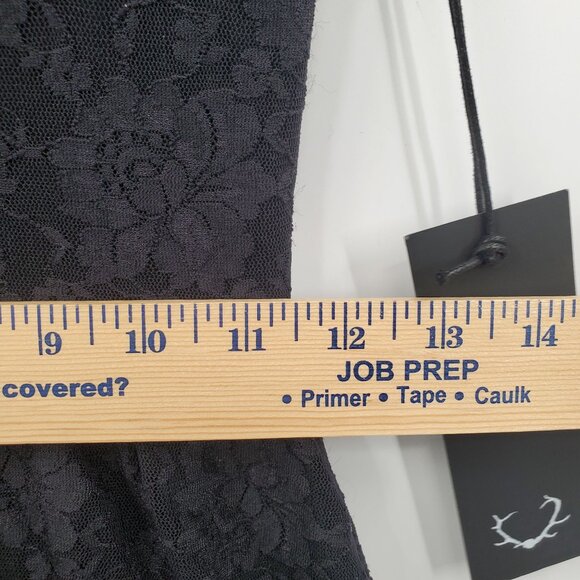 9 10 11 12 13 14
JOB PREP
covered?
• Primer • Tape • Caulk